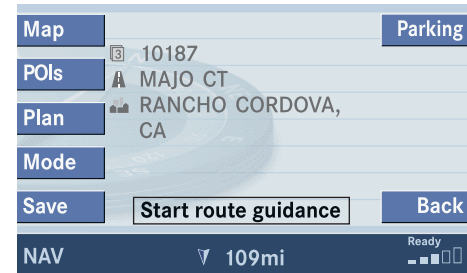 Map
Parking
3 10187
POIs
MAJO CT
Plan
RANCHO CORDOVA,
CA
Mode
Save
Start route guidance
Back
NAV
109mi
Ready